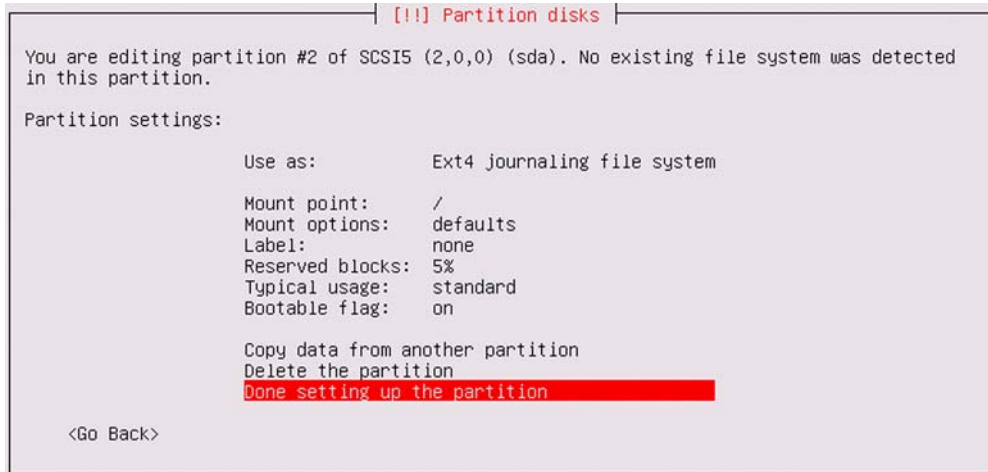 [!!] Partition disks
You are editing partition #2 of SCSI5 (2,0,0) (sda). No existing file system was detected
in this partition.
Partition settings:
Use as: Ext4 journaling file system
Mount point: /
Mount options: defaults
Label: none
Reserved blocks: 5%
Typical usage: standard
Bootable flag: on
Copy data from another partition
Delete the partition
Done setting up the partition
<Go Back>